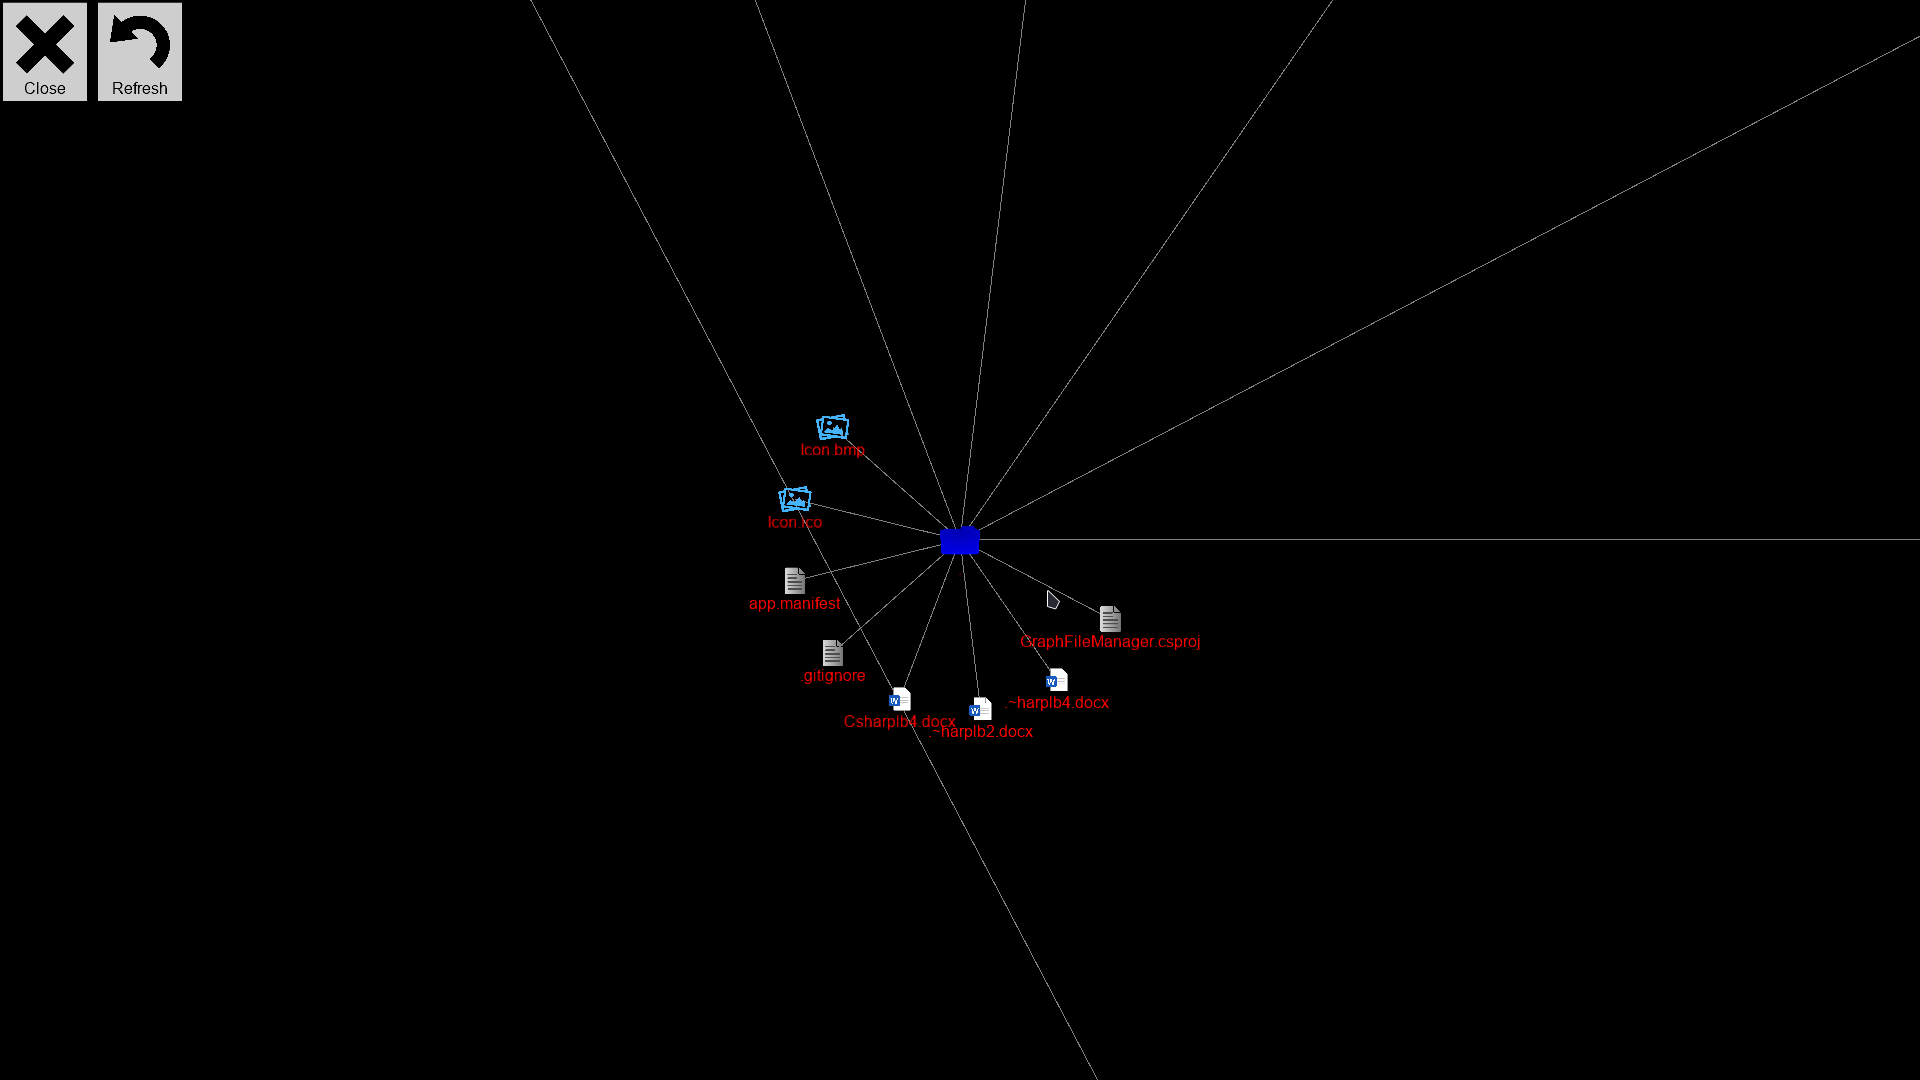 Close
Refresh
Icon.bmp
Icon.ico
app.manifest
GraphFileManager.csproj
.gitignore
.~harplb4.docx
Csharplb4.docx
.~harplb2.docx